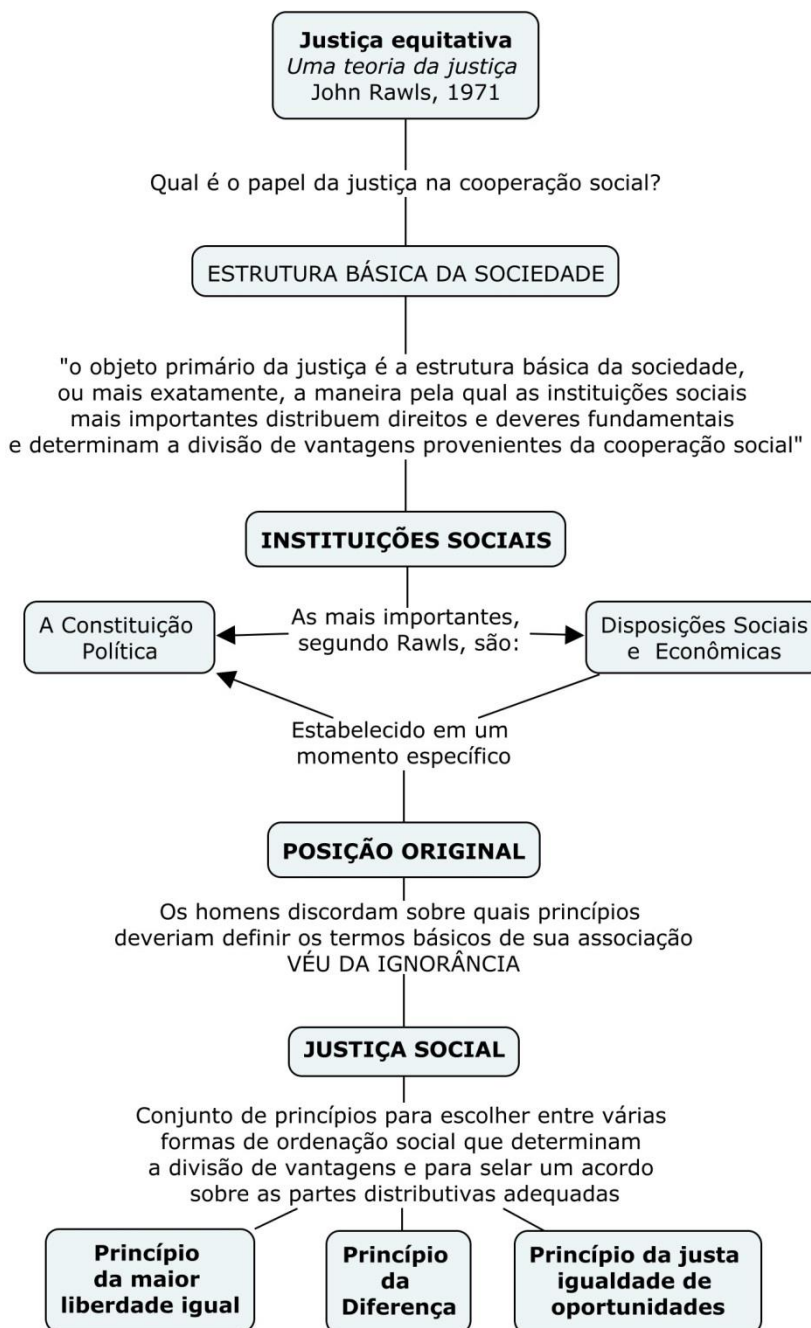 Justiça equitativa
Uma teoria da justiça
John Rawls, 1971
Qual é o papel da justiça na cooperação social?
ESTRUTURA BÁSICA DA SOCIEDADE
"o objeto primário da justiça é a estrutura básica da sociedade,
ou mais exatamente, a maneira pela qual as instituições sociais
mais importantes distribuem direitos e deveres fundamentais
e determinam a divisão de vantagens provenientes da cooperação social"
INSTITUIÇÕES SOCIAIS
A Constituição
Política
As mais importantes,
segundo Rawls, são:
Disposições Sociais
e Econômicas
Estabelecido em um
momento específico
POSIÇÃO ORIGINAL
Os homens discordam sobre quais princípios
deveriam definir os termos básicos de sua associação
VÉU DA IGNORÂNCIA
JUSTIÇA SOCIAL
Conjunto de princípios para escolher entre várias
formas de ordenação social que determinam
a divisão de vantagens e para selar um acordo
sobre as partes distributivas adequadas
Princípio
da maior
liberdade igual
Princípio
da
Diferença
Princípio da justa
igualdade de
oportunidades